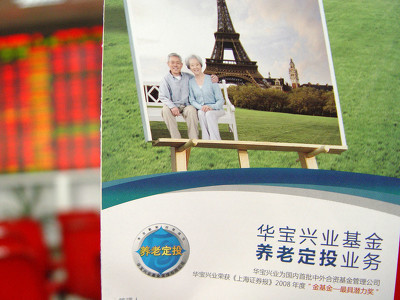 养老定投
华宝兴业基金
养老定投业务
华宝兴业为国内首批中外合资基金管理公司
华宝兴业荣获《上海证券报》2008年度“金基金—最具潜力奖”